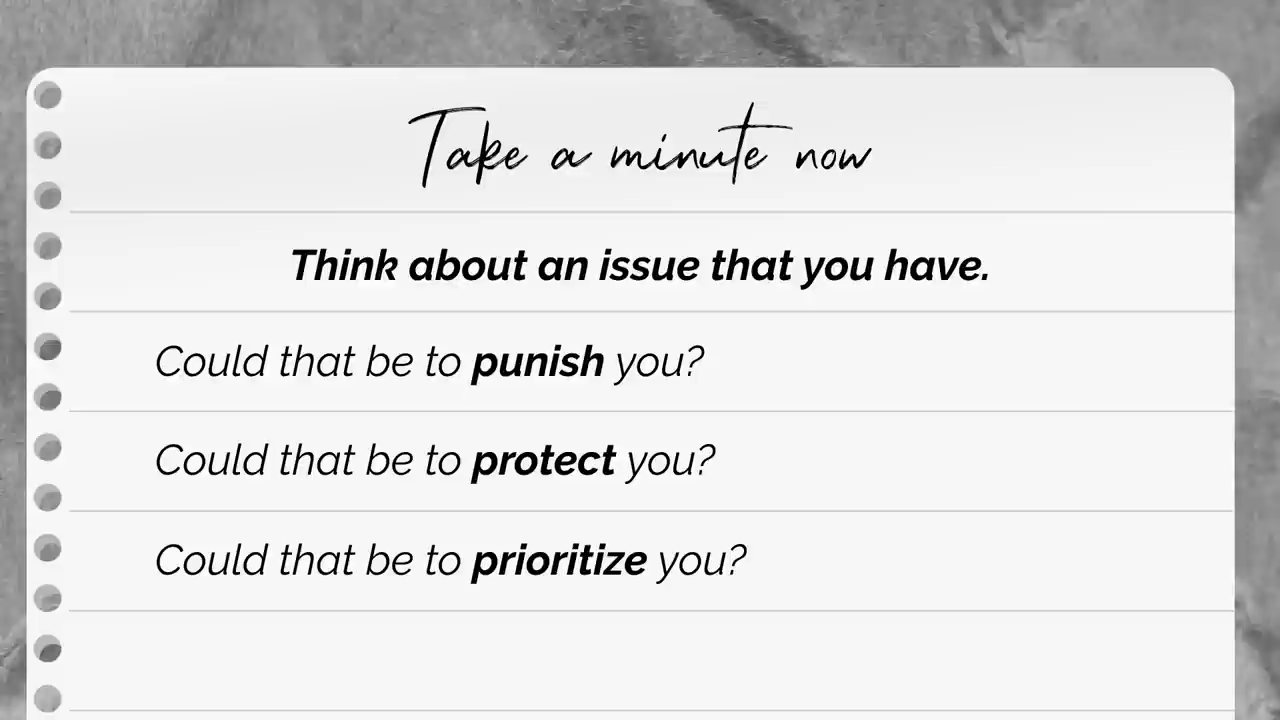 Take a minute now
Think about an issue that you have.
Could that be to punish you?
Could that be to protect you?
Could that be to prioritize you?